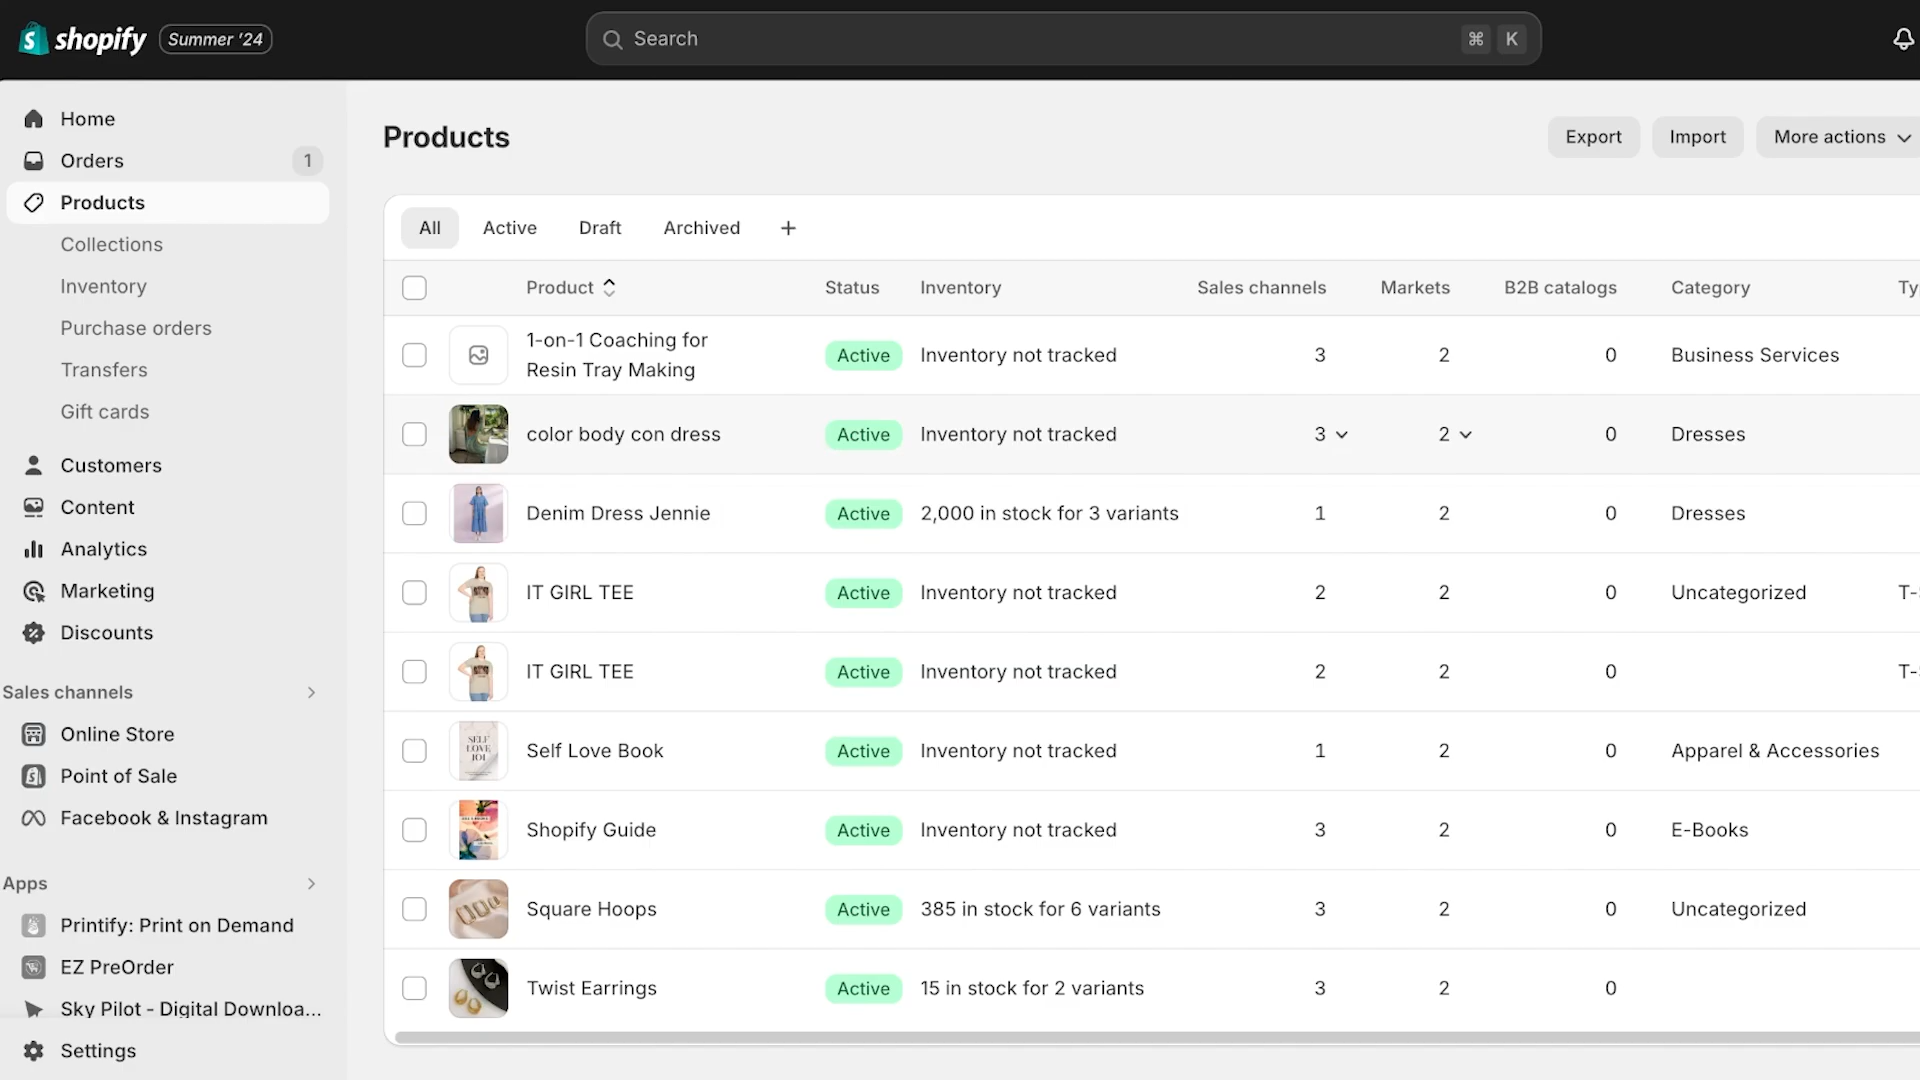 shopify Summer '24
Search ⌘ K
Home
Orders 1
Products
Collections
Inventory
Purchase orders
Transfers
Gift cards
Customers
Content
Analytics
Marketing
Discounts
Sales channels
Online Store
Point of Sale
Facebook & Instagram
Apps
Printify: Print on Demand
EZ PreOrder
Sky Pilot - Digital Downloa...
Settings
Products
Export Import More actions
All Active Draft Archived +
Product Status Inventory Sales channels Markets B2B catalogs Category Ty
1-on-1 Coaching for
Resin Tray Making Active Inventory not tracked 3 2 0 Business Services
color body con dress Active Inventory not tracked 3 2 0 Dresses
Denim Dress Jennie Active 2,000 in stock for 3 variants 1 2 0 Dresses
IT GIRL TEE Active Inventory not tracked 2 2 0 Uncategorized T-
IT GIRL TEE Active Inventory not tracked 2 2 0 T-
SELF
LOVE
101
Self Love Book Active Inventory not tracked 1 2 0 Apparel & Accessories
Shopify Guide Active Inventory not tracked 3 2 0 E-Books
Square Hoops Active 385 in stock for 6 variants 3 2 0 Uncategorized
Twist Earrings Active 15 in stock for 2 variants 3 2 0